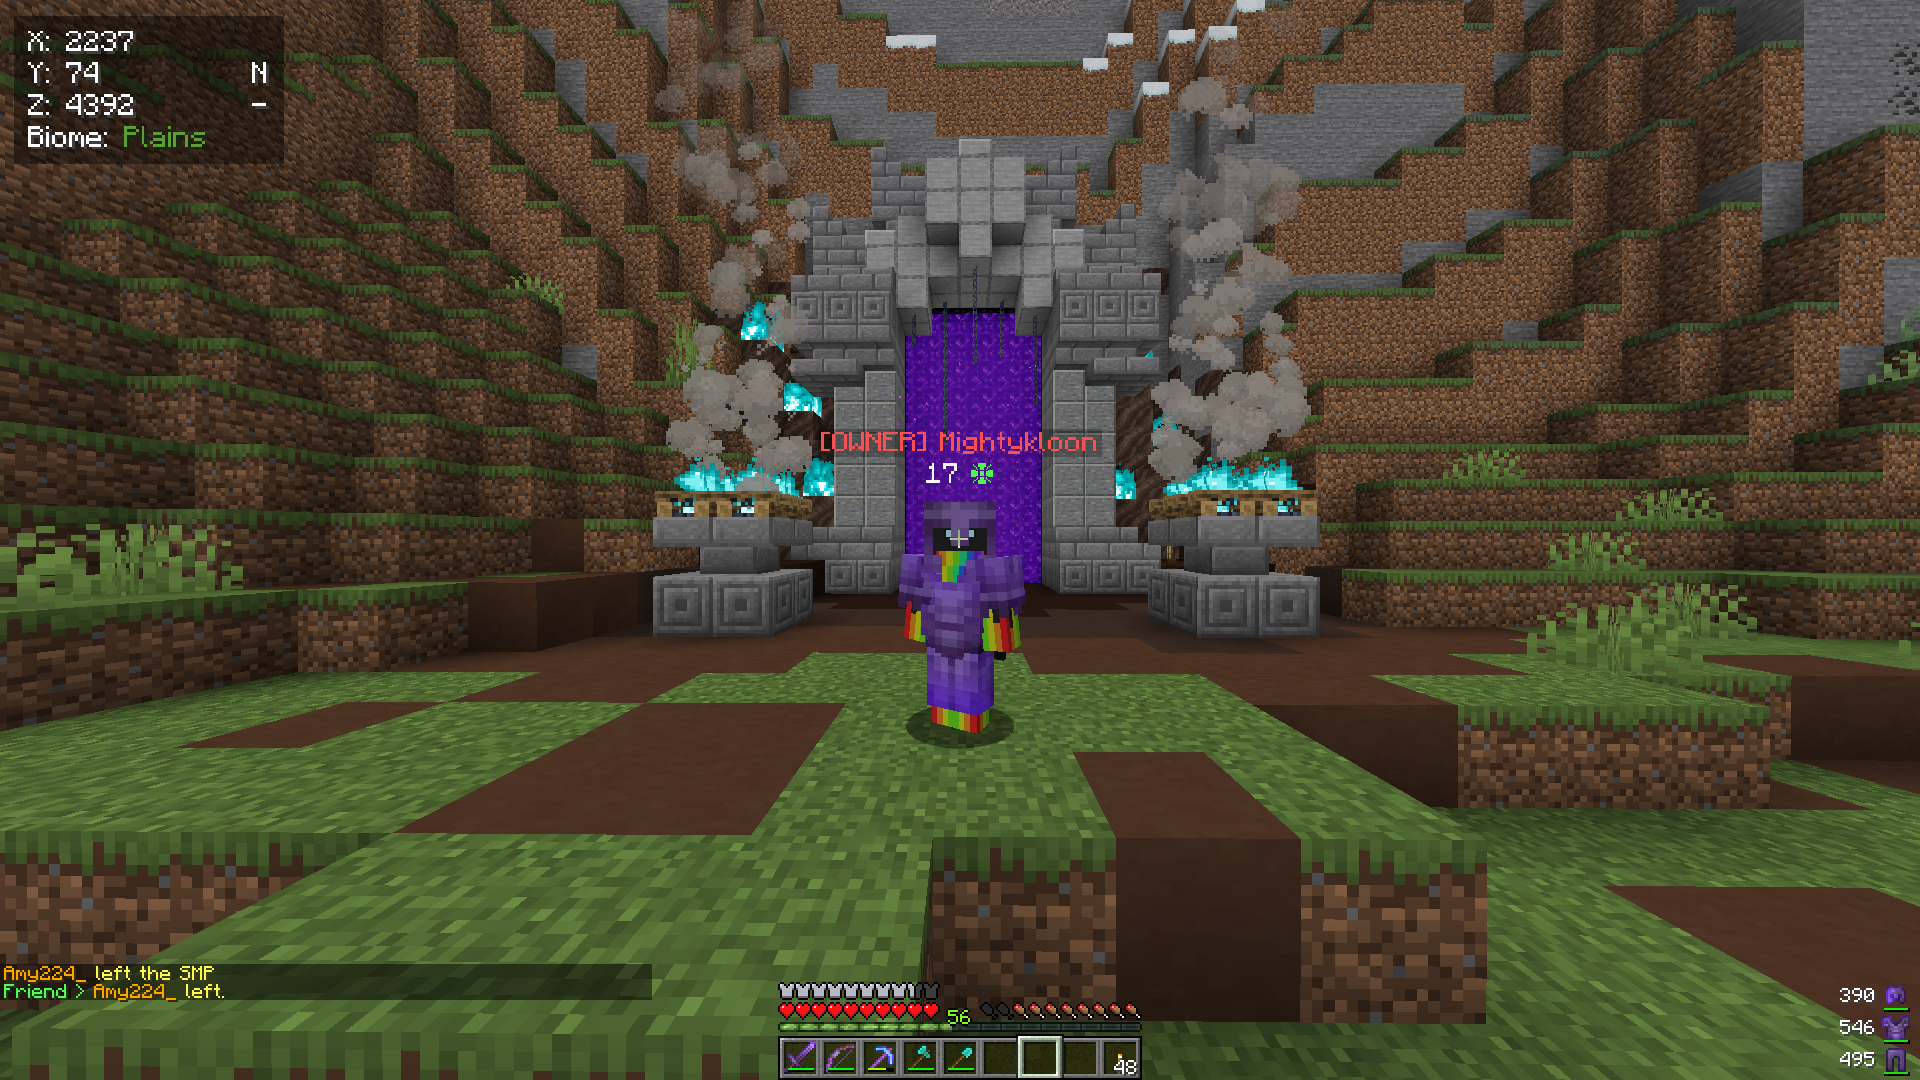 X: 2237
Y: 74 N
Z: 4392 -
Biome: Plains
[OWNER] Mightykloon
17
Amy224_ left the SMP
Friend > Amy224_ left.
56
48
390
546
495